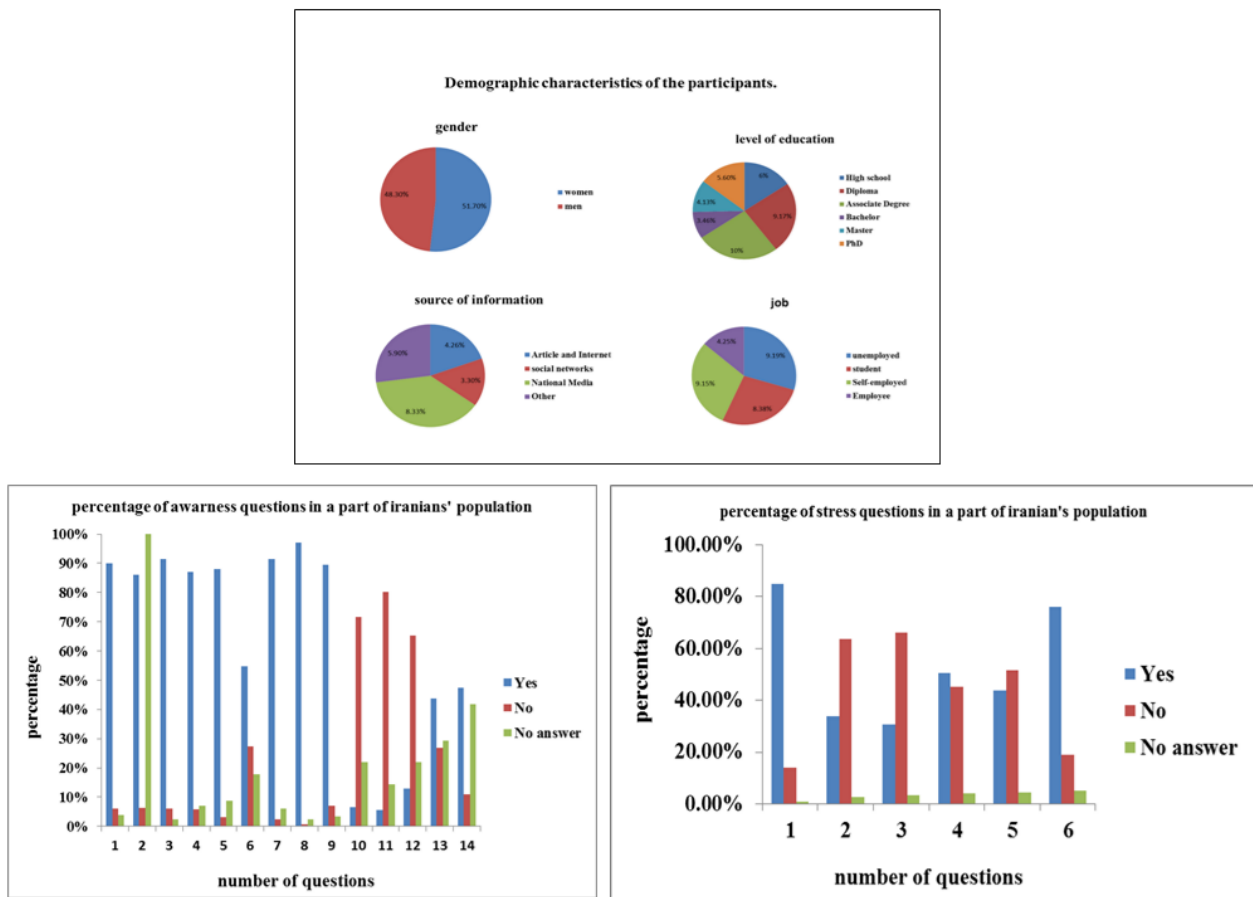 Demographic characteristics of the participants.
gender
48.30%
51.70%
women
men
level of education
5.60%
6%
4.13%
3.46%
9.17%
10%
High school
Diploma
Associate Degree
Bachelor
Master
PhD
source of information
5.90%
4.26%
3.30%
8.33%
Article and Internet
social networks
National Media
Other
job
4.25%
9.19%
9.15%
8.38%
unemployed
student
Self-employed
Employee
percentage of awarness questions in a part of iranians' population
100%
90%
80%
70%
60%
50%
40%
30%
20%
10%
0%
percentage
1 2 3 4 5 6 7 8 9 10 11 12 13 14
number of questions
Yes
No
No answer
percentage of stress questions in a part of iranian's population
100.00%
80.00%
60.00%
40.00%
20.00%
0.00%
percentage
1 2 3 4 5 6
number of questions
Yes
No
No answer